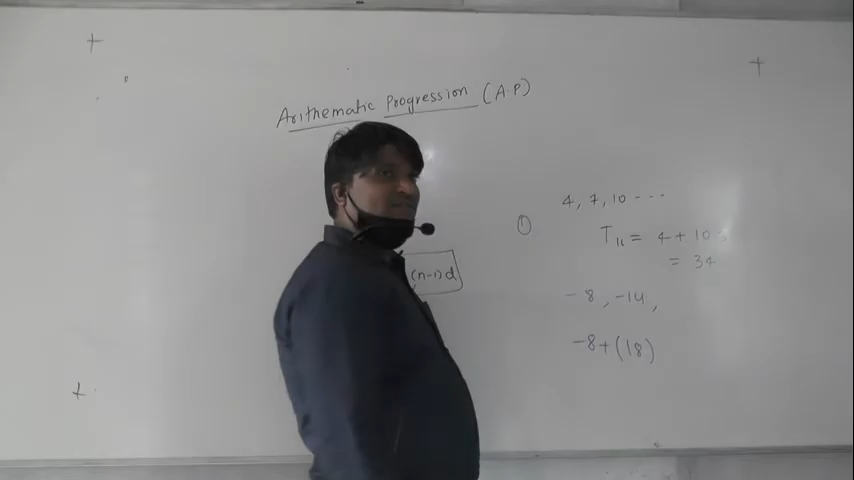 Arithematic Progression (A.P)
(n-1)d
① 4, 7, 10 ---
T11 = 4 + 10
= 34
-8, -14,
-8+(18)